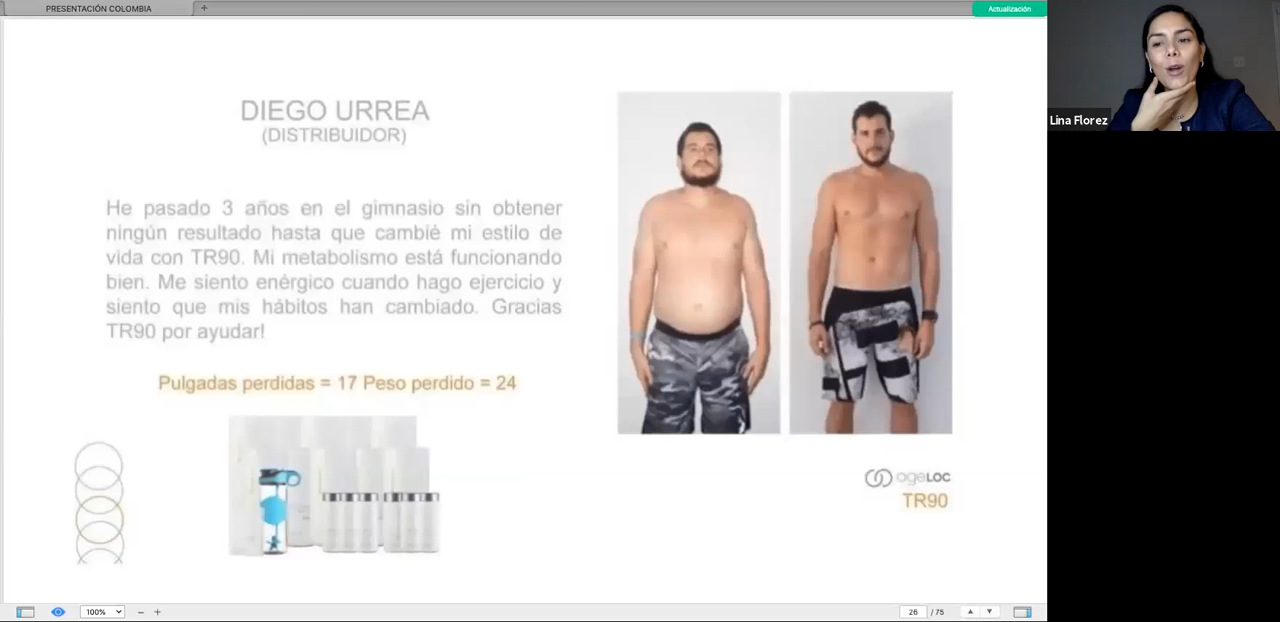 PRESENTACIÓN COLOMBIA
+
Actualización
Lina Florez
DIEGO URREA
(DISTRIBUIDOR)
He pasado 3 años en el gimnasio sin obtener
ningún resultado hasta que cambié mi estilo de
vida con TR90. Mi metabolismo está funcionando
bien. Me siento enérgico cuando hago ejercicio y
siento que mis hábitos han cambiado. Gracias
TR90 por ayudar!
Pulgadas perdidas = 17 Peso perdido = 24
ageLOC
TR90
100%
26 / 75